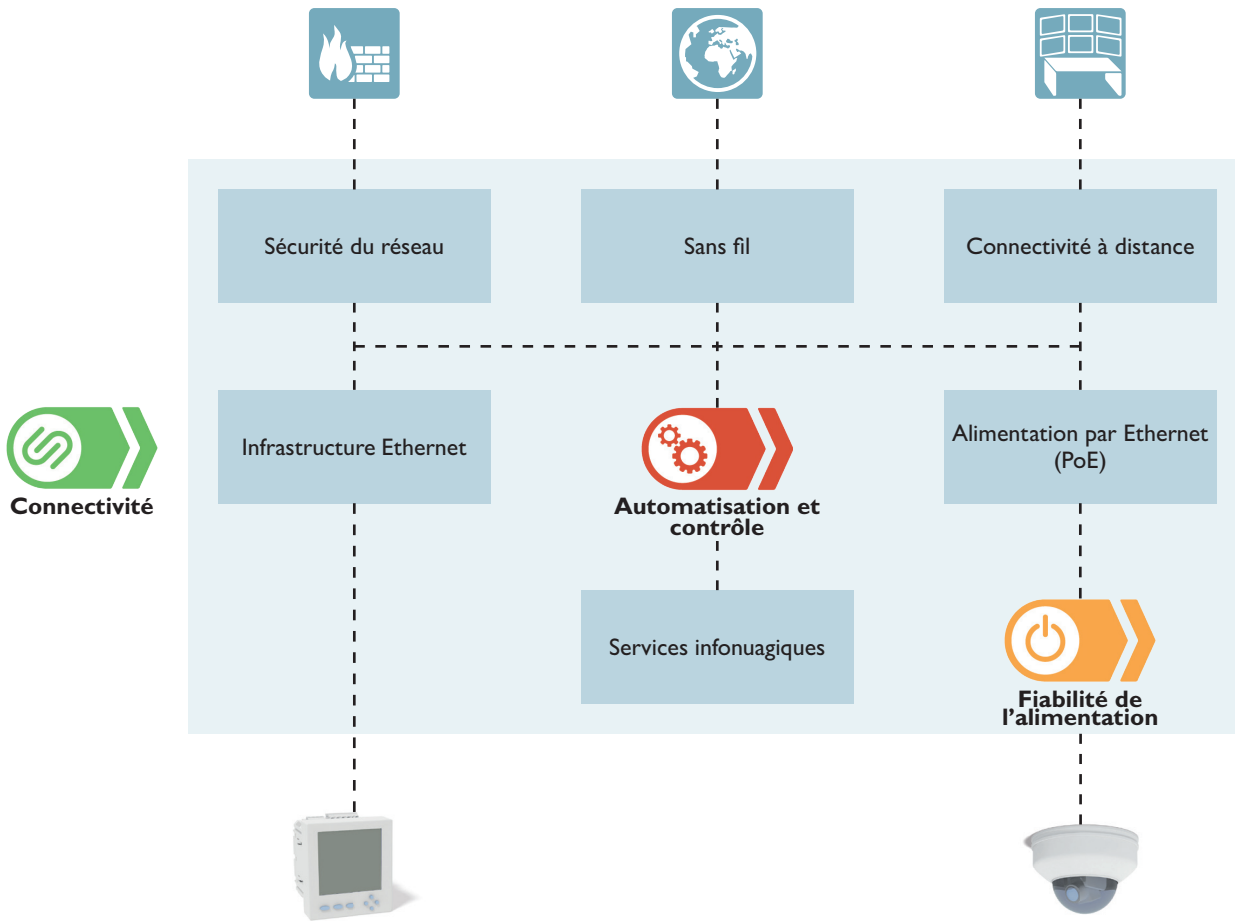 Sécurité du réseau
Sans fil
Connectivité à distance
Infrastructure Ethernet
Alimentation par Ethernet
(PoE)
Connectivité
Automatisation et
contrôle
Services infonuagiques
Fiabilité de
l’alimentation